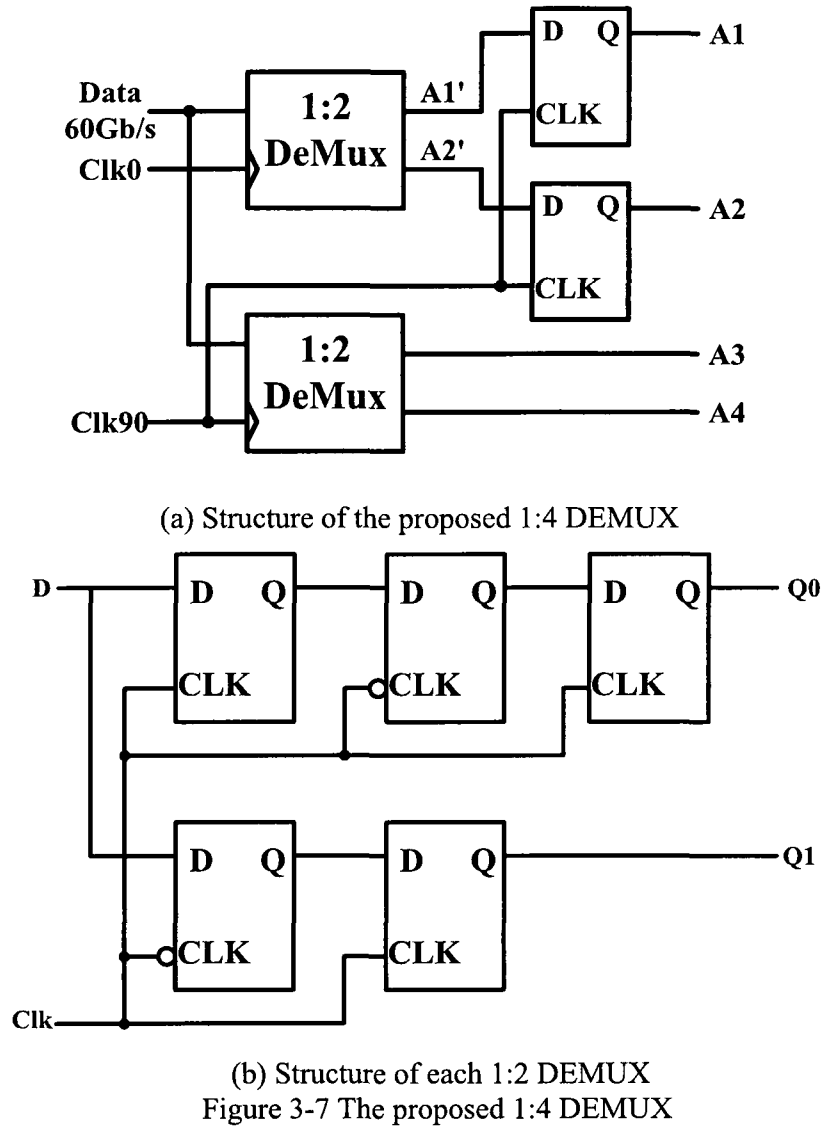 D Q A1
CLK
Data
60Gb/s
Clk0
1:2
DeMux
A1'
A2'
D Q A2
CLK
1:2
DeMux
A3
A4
Clk90
(a) Structure of the proposed 1:4 DEMUX
D
D Q
CLK
D Q
CLK
D Q
CLK
Q0
D Q
CLK
D Q
CLK
Q1
Clk
(b) Structure of each 1:2 DEMUX
Figure 3-7 The proposed 1:4 DEMUX